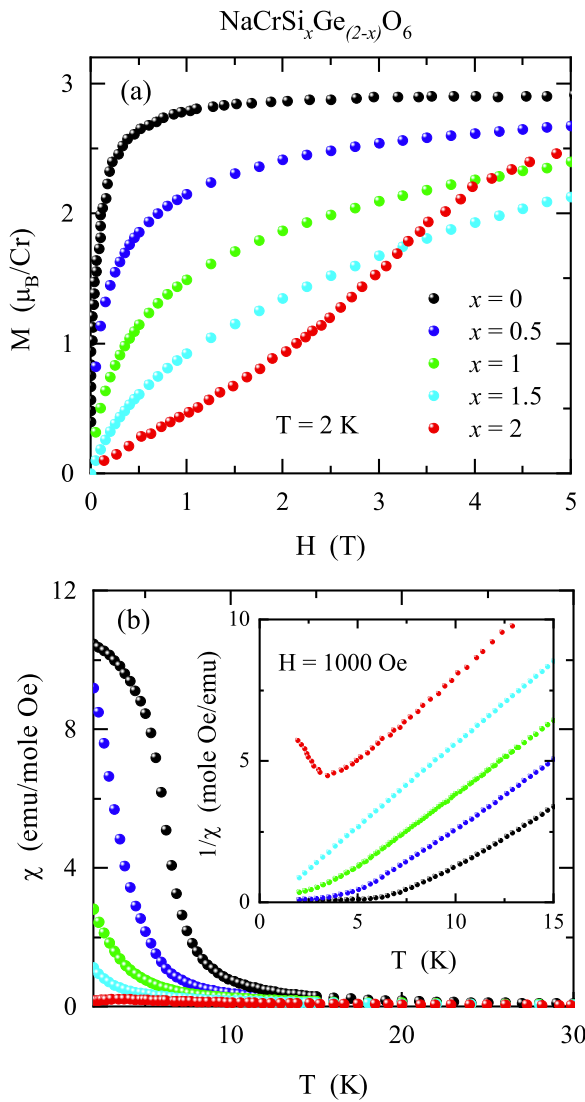 NaCrSiₓGe₍₂₋ₓ₎O₆
(a)
3
2
1
0
M (μ_B/Cr)
x = 0
x = 0.5
x = 1
x = 1.5
x = 2
T = 2 K
0 1 2 3 4 5
H (T)
(b)
12
8
4
0
χ (emu/mole Oe)
H = 1000 Oe
10
5
0
1/χ (mole Oe/emu)
0 5 10 15
T (K)
10 20 30
T (K)